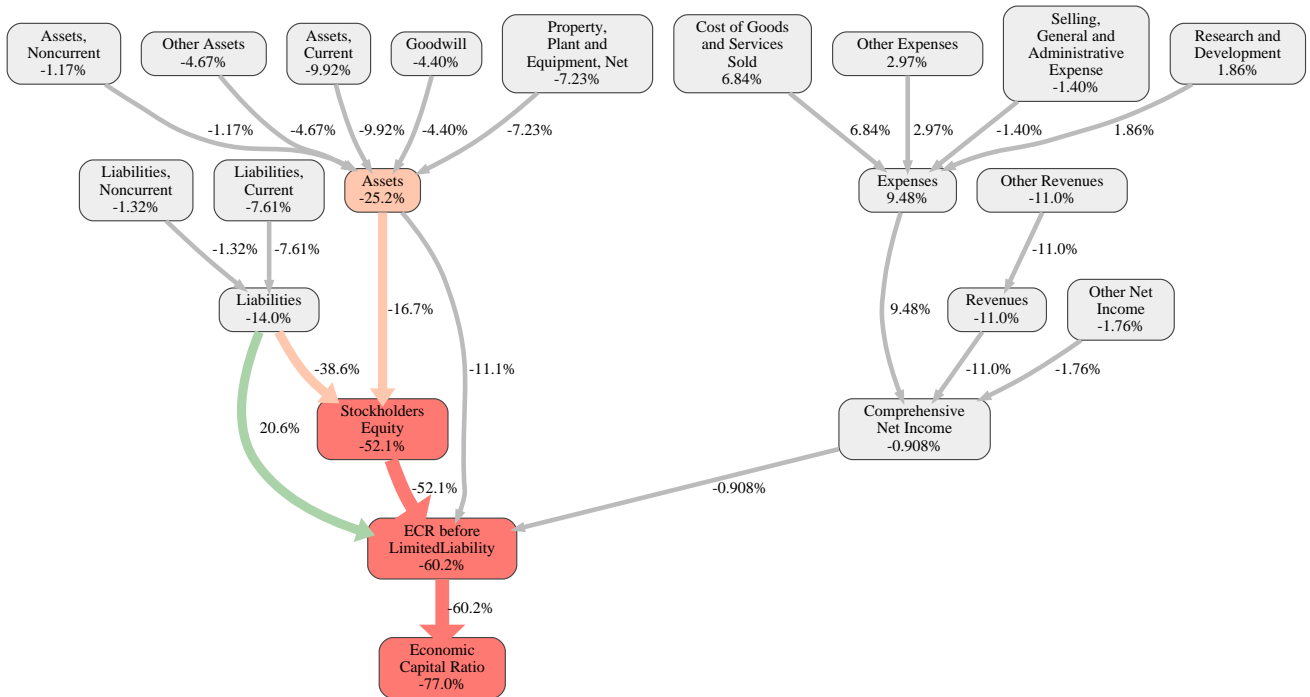 Assets,
Noncurrent
-1.17%
Other Assets
-4.67%
Assets,
Current
-9.92%
Goodwill
-4.40%
Property,
Plant and
Equipment, Net
-7.23%
Cost of Goods
and Services
Sold
6.84%
Other Expenses
2.97%
Selling,
General and
Administrative
Expense
-1.40%
Research and
Development
1.86%
-1.17%
-4.67%
-9.92%
-4.40%
-7.23%
6.84%
2.97%
-1.40%
1.86%
Liabilities,
Noncurrent
-1.32%
Liabilities,
Current
-7.61%
Assets
-25.2%
Expenses
9.48%
Other Revenues
-11.0%
-1.32%
-7.61%
-11.0%
Liabilities
-14.0%
-16.7%
9.48%
Revenues
-11.0%
Other Net
Income
-1.76%
-38.6%
-11.1%
-11.0%
-1.76%
20.6%
Stockholders
Equity
-52.1%
Comprehensive
Net Income
-0.908%
-52.1%
-0.908%
ECR before
LimitedLiability
-60.2%
-60.2%
Economic
Capital Ratio
-77.0%